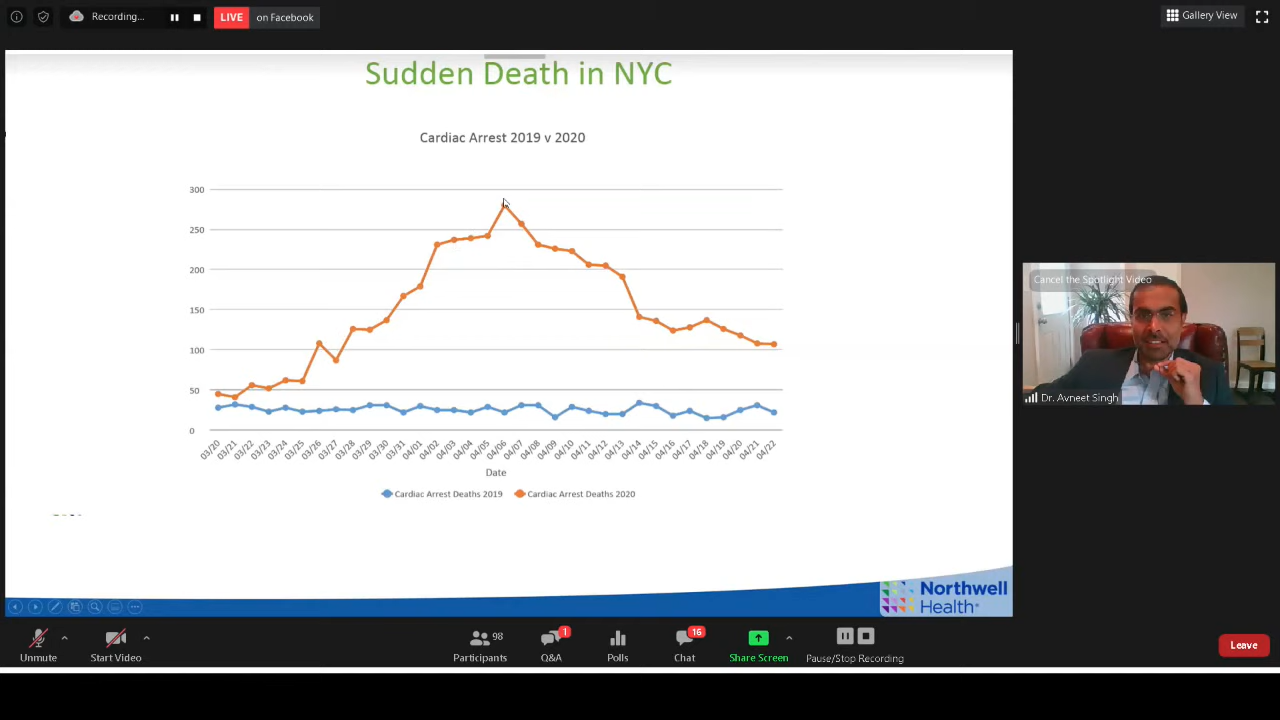 Recording...
LIVE on Facebook
Gallery View
Sudden Death in NYC
Cardiac Arrest 2019 v 2020
300
250
200
150
100
50
0
03/20 03/21 03/22 03/23 03/24 03/25 03/26 03/27 03/28 03/29 03/30 03/31 04/01 04/02 04/03 04/04 04/05 04/06 04/07 04/08 04/09 04/10 04/11 04/12 04/13 04/14 04/15 04/16 04/17 04/18 04/19 04/20 04/21 04/22
Date
Cardiac Arrest Deaths 2019 Cardiac Arrest Deaths 2020
Cancel the Spotlight Video
Dr. Avneet Singh
Northwell
Health®
98
1
16
Unmute Start Video Participants Q&A Polls Chat Share Screen Pause/Stop Recording Leave